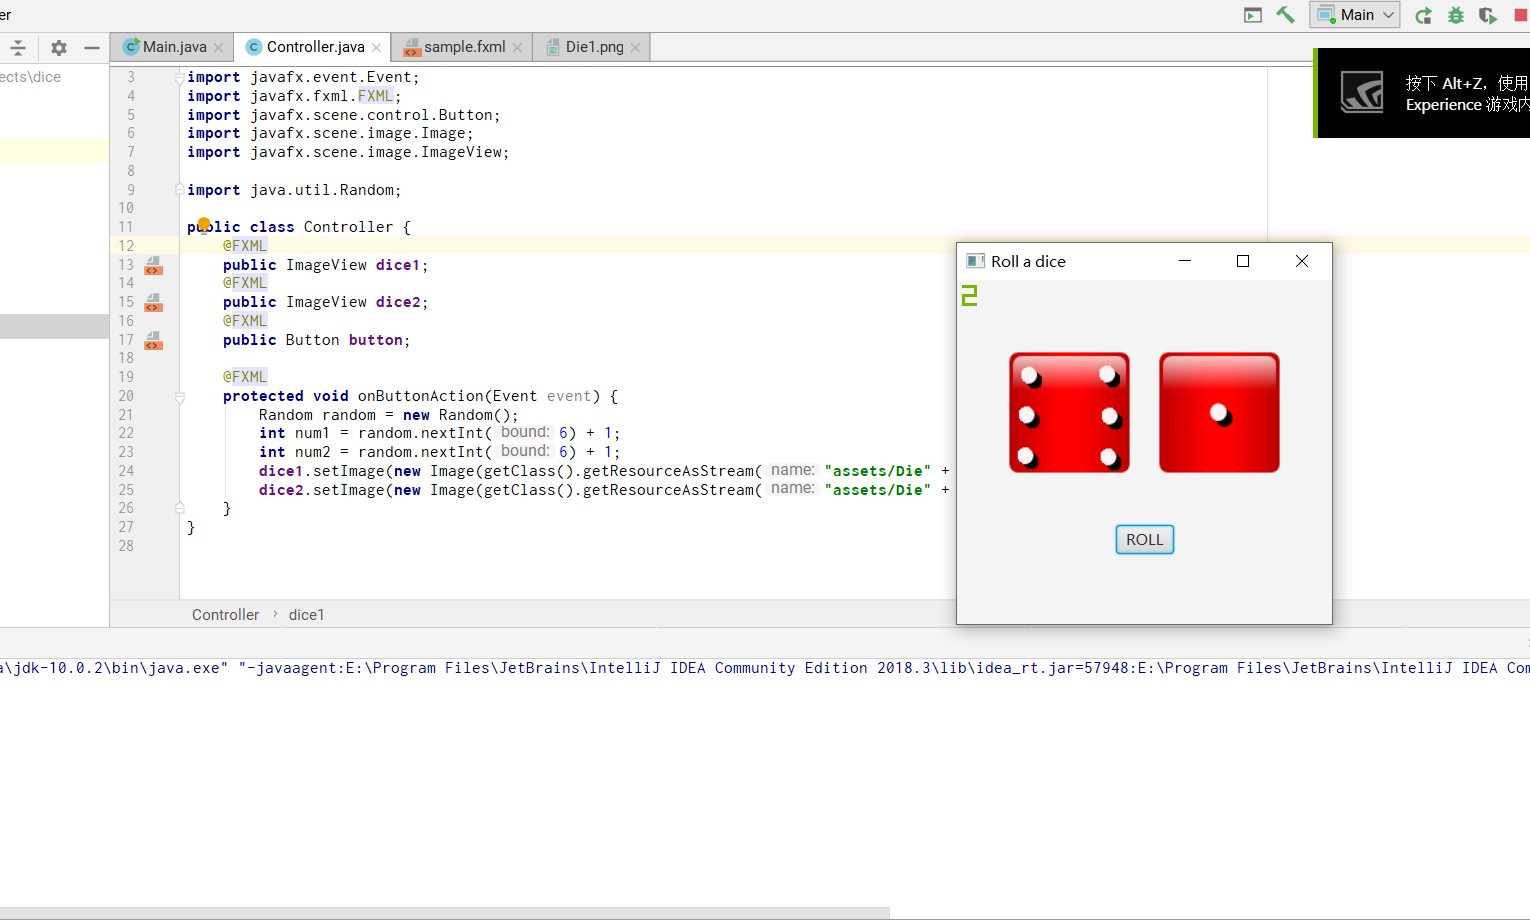 er
Main
Main.java
Controller.java
sample.fxml
Die1.png
ects\dice
按下 Alt+Z，使用
Experience 游戏内
3 import javafx.event.Event;
4 import javafx.fxml.FXML;
5 import javafx.scene.control.Button;
6 import javafx.scene.image.Image;
7 import javafx.scene.image.ImageView;
8
9 import java.util.Random;
10
11 public class Controller {
12 @FXML
13 public ImageView dice1;
14 @FXML
15 public ImageView dice2;
16 @FXML
17 public Button button;
18
19 @FXML
20 protected void onButtonAction(Event event) {
21 Random random = new Random();
22 int num1 = random.nextInt( bound: 6) + 1;
23 int num2 = random.nextInt( bound: 6) + 1;
24 dice1.setImage(new Image(getClass().getResourceAsStream( name: "assets/Die" +
25 dice2.setImage(new Image(getClass().getResourceAsStream( name: "assets/Die" +
26 }
27 }
28
Roll a dice
2
ROLL
Controller › dice1
a\jdk-10.0.2\bin\java.exe" "-javaagent:E:\Program Files\JetBrains\IntelliJ IDEA Community Edition 2018.3\lib\idea_rt.jar=57948:E:\Program Files\JetBrains\IntelliJ IDEA Com